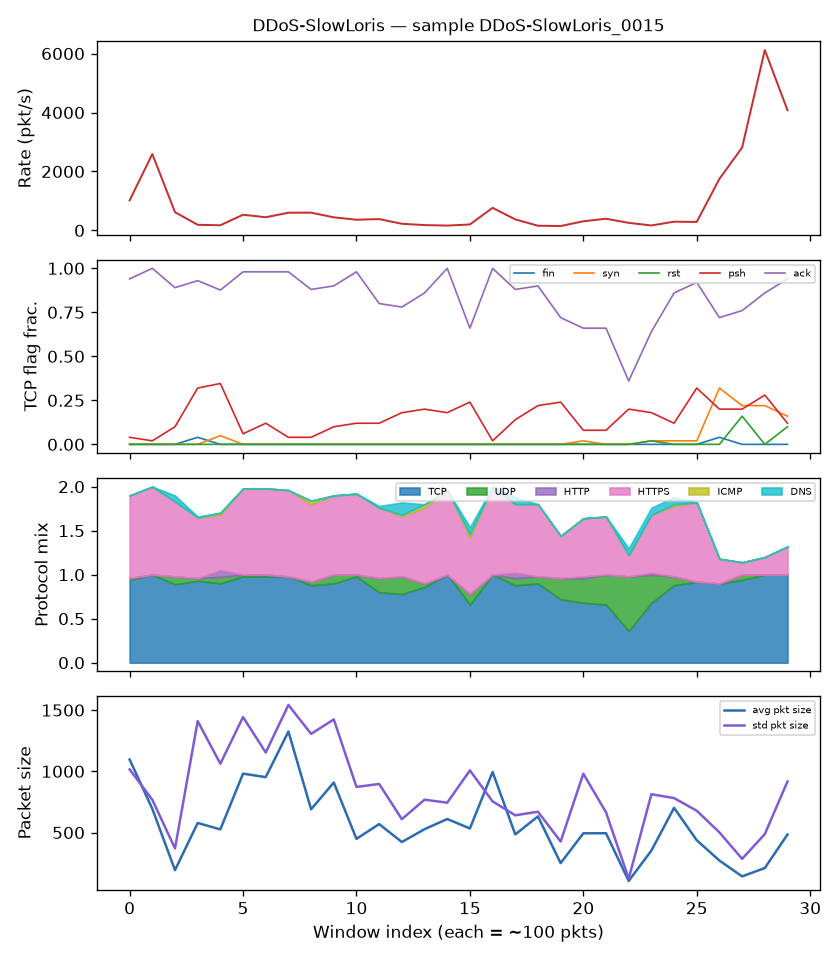 DDoS-SlowLoris — sample DDoS-SlowLoris_0015
Rate (pkt/s)
6000
4000
2000
0
TCP flag frac.
1.00
0.75
0.50
0.25
0.00
fin syn rst psh ack
Protocol mix
2.0
1.5
1.0
0.5
0.0
TCP UDP HTTP HTTPS ICMP DNS
Packet size
1500
1000
500
avg pkt size
std pkt size
0 5 10 15 20 25 30
Window index (each = ~100 pkts)